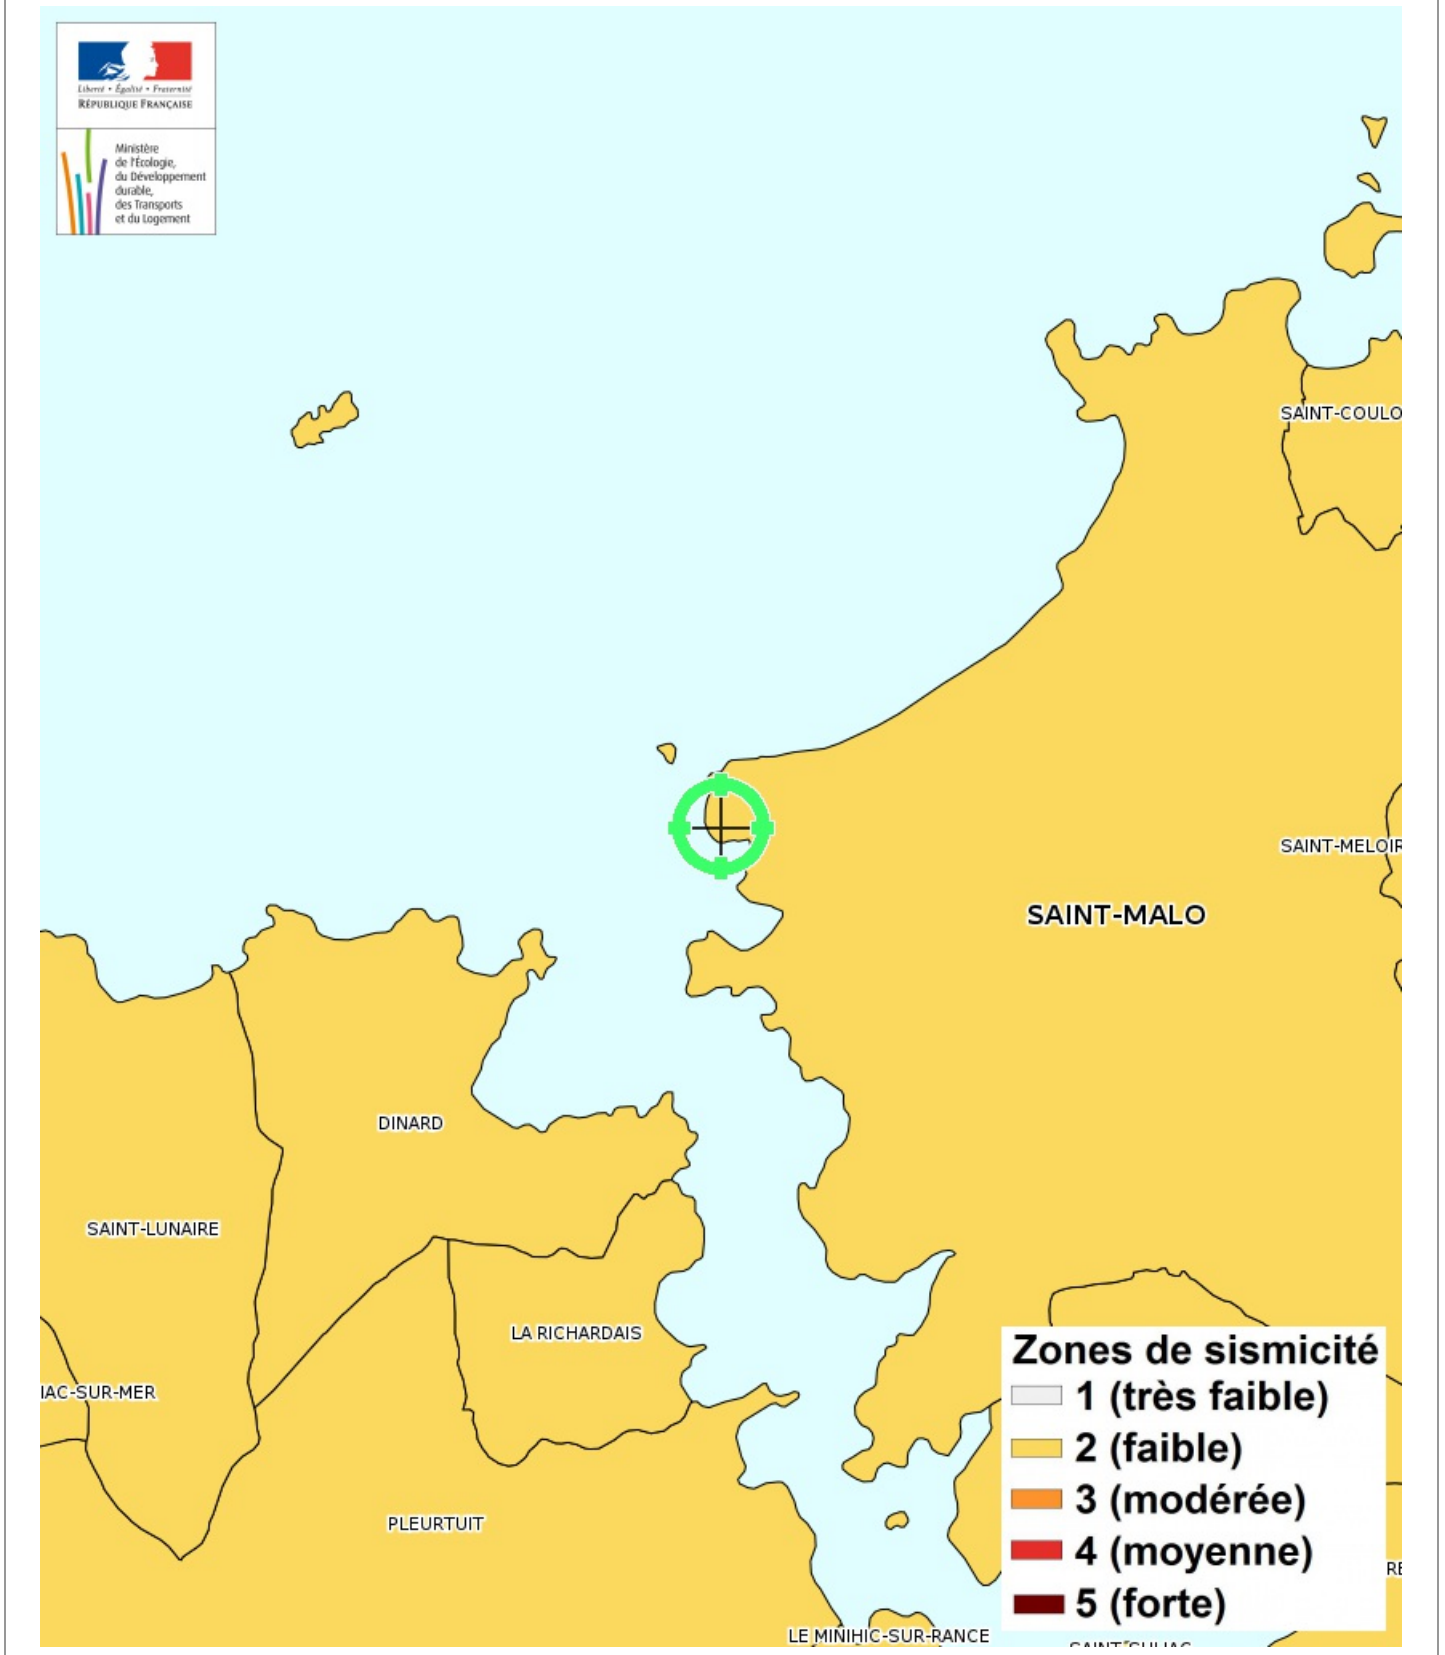 Liberté • Égalité • Fraternité
RÉPUBLIQUE FRANÇAISE
Ministère
de l'Écologie,
du Développement
durable,
des Transports
et du Logement
SAINT-COULO
SAINT-MELOIR
SAINT-MALO
DINARD
SAINT-LUNAIRE
LA RICHARDAIS
IAC-SUR-MER
PLEURTUIT
LE MINIHIC-SUR-RANCE
Zones de sismicité
1 (très faible)
2 (faible)
3 (modérée)
4 (moyenne)
5 (forte)
RE